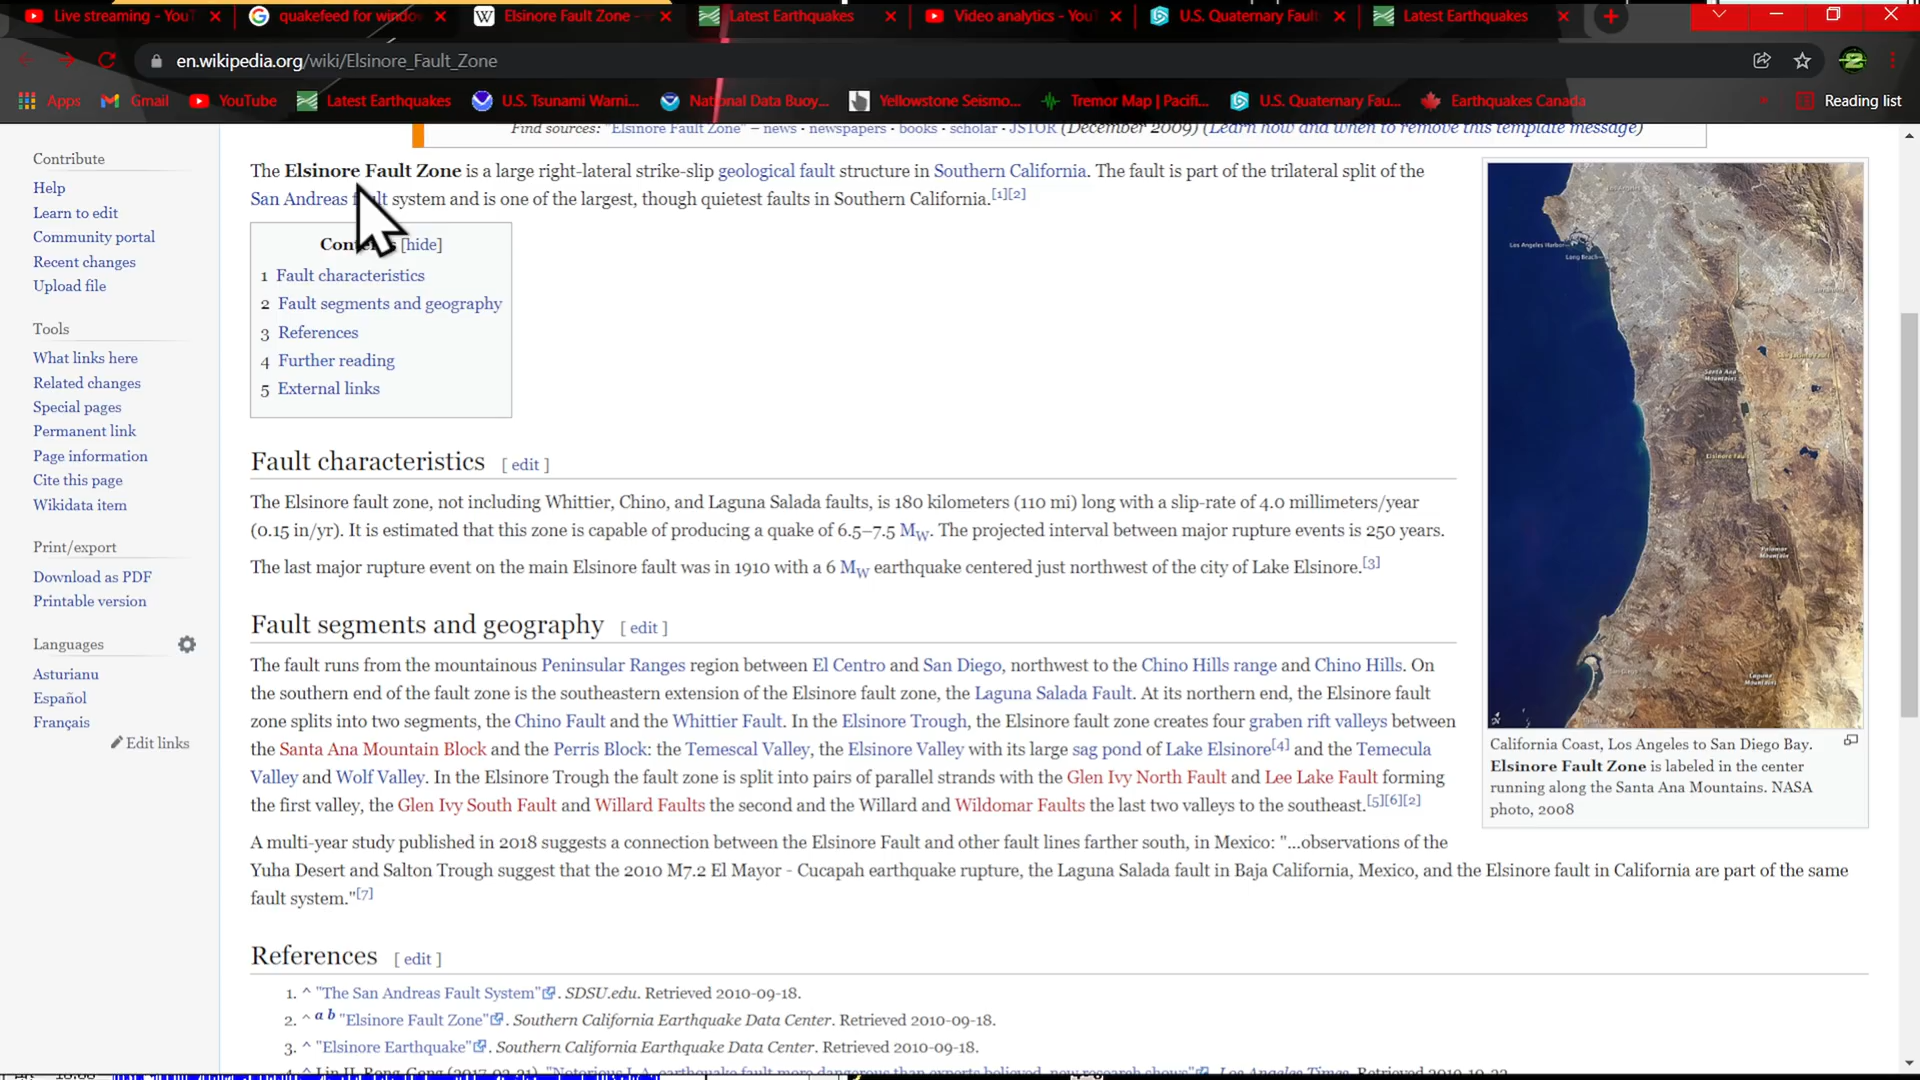 Live streaming - YouT
quakefeed for windo
Elsinore Fault Zone -
Latest Earthquakes
Video analytics - YouT
U.S. Quaternary Fault
Latest Earthquakes
en.wikipedia.org/wiki/Elsinore_Fault_Zone
Apps
Gmail
YouTube
Latest Earthquakes
U.S. Tsunami Warni...
National Data Buoy...
Yellowstone Seismo...
Tremor Map | Pacifi...
U.S. Quaternary Fau...
Earthquakes Canada
Reading list
Find sources: "Elsinore Fault Zone" – news · newspapers · books · scholar · JSTOR (December 2009) (Learn how and when to remove this template message)
Contribute
Help
Learn to edit
Community portal
Recent changes
Upload file
Tools
What links here
Related changes
Special pages
Permanent link
Page information
Cite this page
Wikidata item
Print/export
Download as PDF
Printable version
Languages
Asturianu
Español
Français
Edit links
The Elsinore Fault Zone is a large right-lateral strike-slip geological fault structure in Southern California. The fault is part of the trilateral split of the
San Andreas fault system and is one of the largest, though quietest faults in Southern California.[1][2]
Contents [hide]
1 Fault characteristics
2 Fault segments and geography
3 References
4 Further reading
5 External links
Fault characteristics [ edit ]
The Elsinore fault zone, not including Whittier, Chino, and Laguna Salada faults, is 180 kilometers (110 mi) long with a slip-rate of 4.0 millimeters/year
(0.15 in/yr). It is estimated that this zone is capable of producing a quake of 6.5–7.5 MW. The projected interval between major rupture events is 250 years.
The last major rupture event on the main Elsinore fault was in 1910 with a 6 MW earthquake centered just northwest of the city of Lake Elsinore.[3]
Fault segments and geography [ edit ]
The fault runs from the mountainous Peninsular Ranges region between El Centro and San Diego, northwest to the Chino Hills range and Chino Hills. On
the southern end of the fault zone is the southeastern extension of the Elsinore fault zone, the Laguna Salada Fault. At its northern end, the Elsinore fault
zone splits into two segments, the Chino Fault and the Whittier Fault. In the Elsinore Trough, the Elsinore fault zone creates four graben rift valleys between
the Santa Ana Mountain Block and the Perris Block: the Temescal Valley, the Elsinore Valley with its large sag pond of Lake Elsinore[4] and the Temecula
Valley and Wolf Valley. In the Elsinore Trough the fault zone is split into pairs of parallel strands with the Glen Ivy North Fault and Lee Lake Fault forming
the first valley, the Glen Ivy South Fault and Willard Faults the second and the Willard and Wildomar Faults the last two valleys to the southeast.[5][6][2]
A multi-year study published in 2018 suggests a connection between the Elsinore Fault and other fault lines farther south, in Mexico: "...observations of the
Yuha Desert and Salton Trough suggest that the 2010 M7.2 El Mayor - Cucapah earthquake rupture, the Laguna Salada fault in Baja California, Mexico, and the Elsinore fault in California are part of the same
fault system."[7]
References [ edit ]
1. ^ "The San Andreas Fault System". SDSU.edu. Retrieved 2010-09-18.
2. ^ a b "Elsinore Fault Zone". Southern California Earthquake Data Center. Retrieved 2010-09-18.
3. ^ "Elsinore Earthquake". Southern California Earthquake Data Center. Retrieved 2010-09-18.
Los Angeles Harbor
Long Beach
Santa Ana
Mountains
Elsinore Fault
Palomar
Mountain
Laguna
Mountains
California Coast, Los Angeles to San Diego Bay.
Elsinore Fault Zone is labeled in the center
running along the Santa Ana Mountains. NASA
photo, 2008